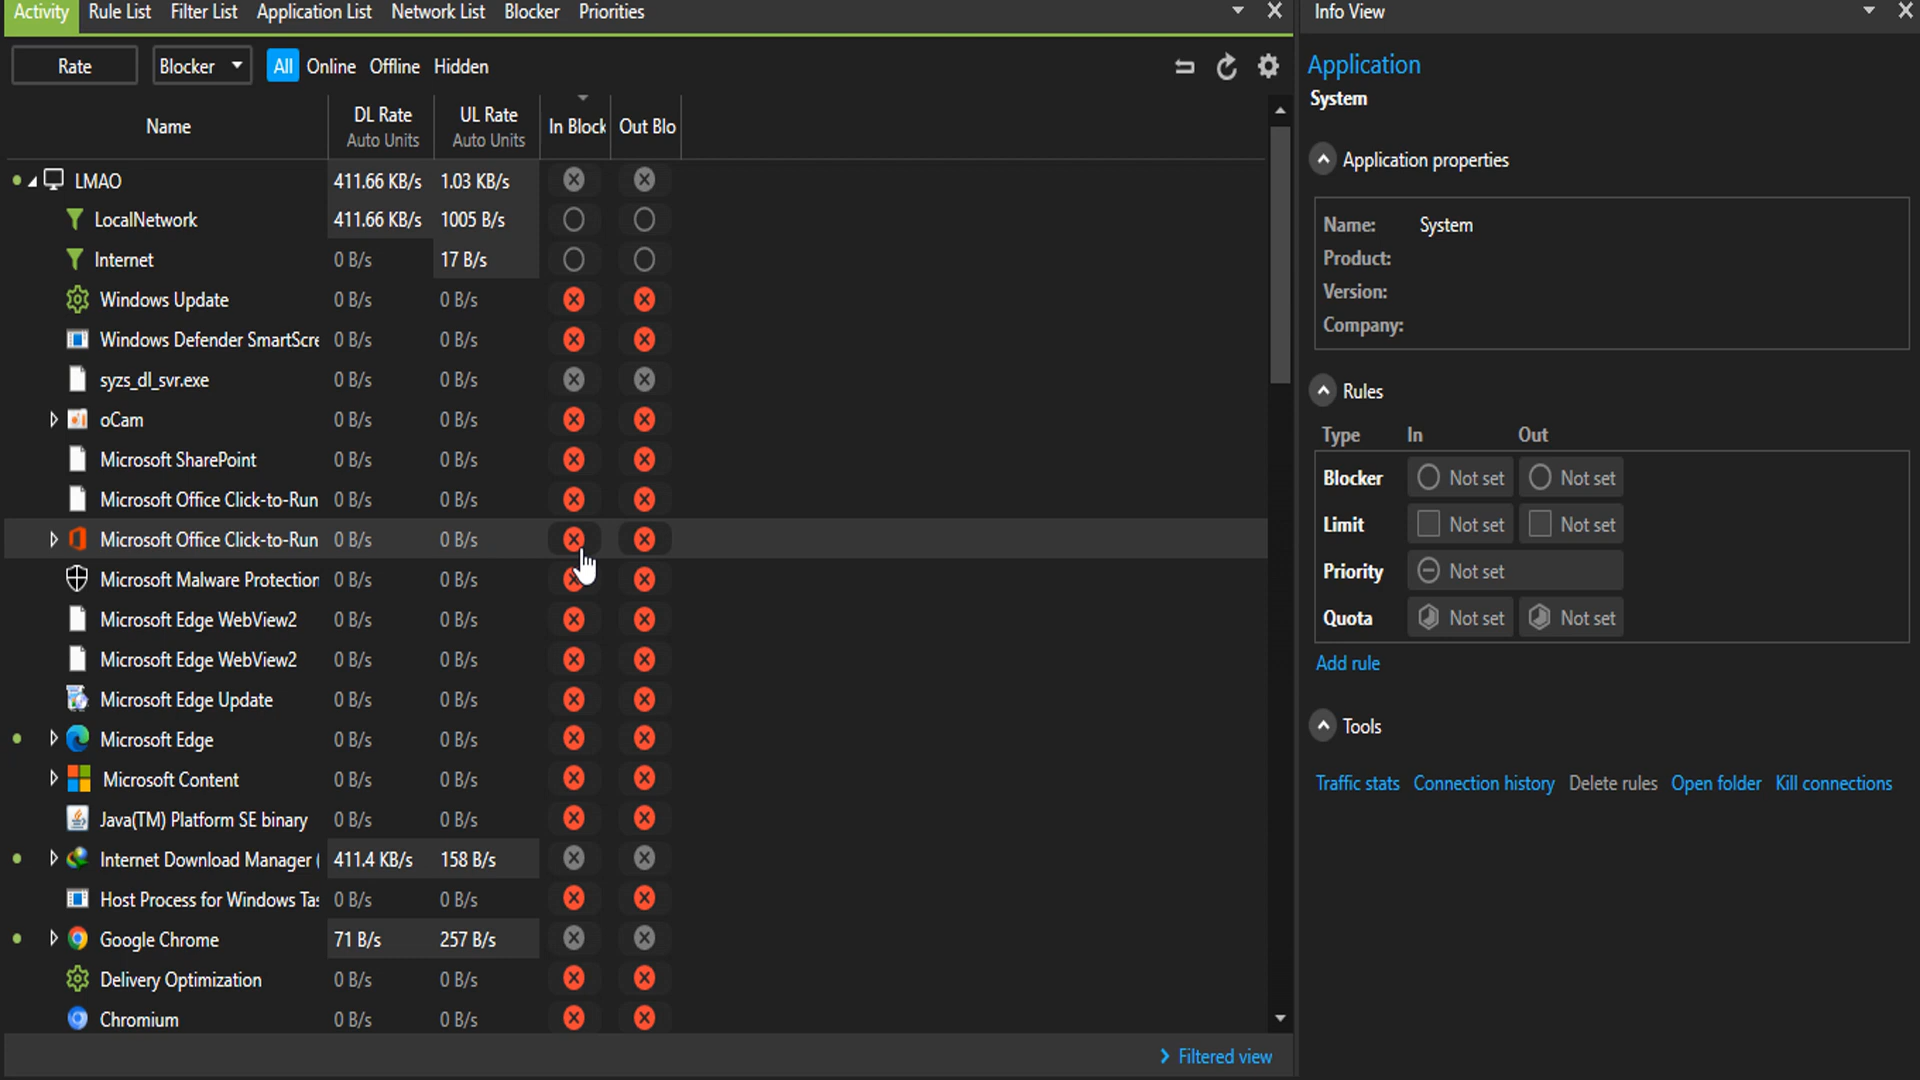 Activity Rule List Filter List Application List Network List Blocker Priorities
Rate Blocker All Online Offline Hidden
Name DL Rate UL Rate In Block Out Blo
Auto Units Auto Units
LMAO 411.66 KB/s 1.03 KB/s
LocalNetwork 411.66 KB/s 1005 B/s
Internet 0 B/s 17 B/s
Windows Update 0 B/s 0 B/s
Windows Defender SmartScre 0 B/s 0 B/s
syzs_dl_svr.exe 0 B/s 0 B/s
oCam 0 B/s 0 B/s
Microsoft SharePoint 0 B/s 0 B/s
Microsoft Office Click-to-Run 0 B/s 0 B/s
Microsoft Office Click-to-Run 0 B/s 0 B/s
Microsoft Malware Protection 0 B/s 0 B/s
Microsoft Edge WebView2 0 B/s 0 B/s
Microsoft Edge WebView2 0 B/s 0 B/s
Microsoft Edge Update 0 B/s 0 B/s
Microsoft Edge 0 B/s 0 B/s
Microsoft Content 0 B/s 0 B/s
Java(TM) Platform SE binary 0 B/s 0 B/s
Internet Download Manager ( 411.4 KB/s 158 B/s
Host Process for Windows Tas 0 B/s 0 B/s
Google Chrome 71 B/s 257 B/s
Delivery Optimization 0 B/s 0 B/s
Chromium 0 B/s 0 B/s
Filtered view
Info View
Application
System
Application properties
Name: System
Product:
Version:
Company:
Rules
Type In Out
Blocker Not set Not set
Limit Not set Not set
Priority Not set
Quota Not set Not set
Add rule
Tools
Traffic stats Connection history Delete rules Open folder Kill connections